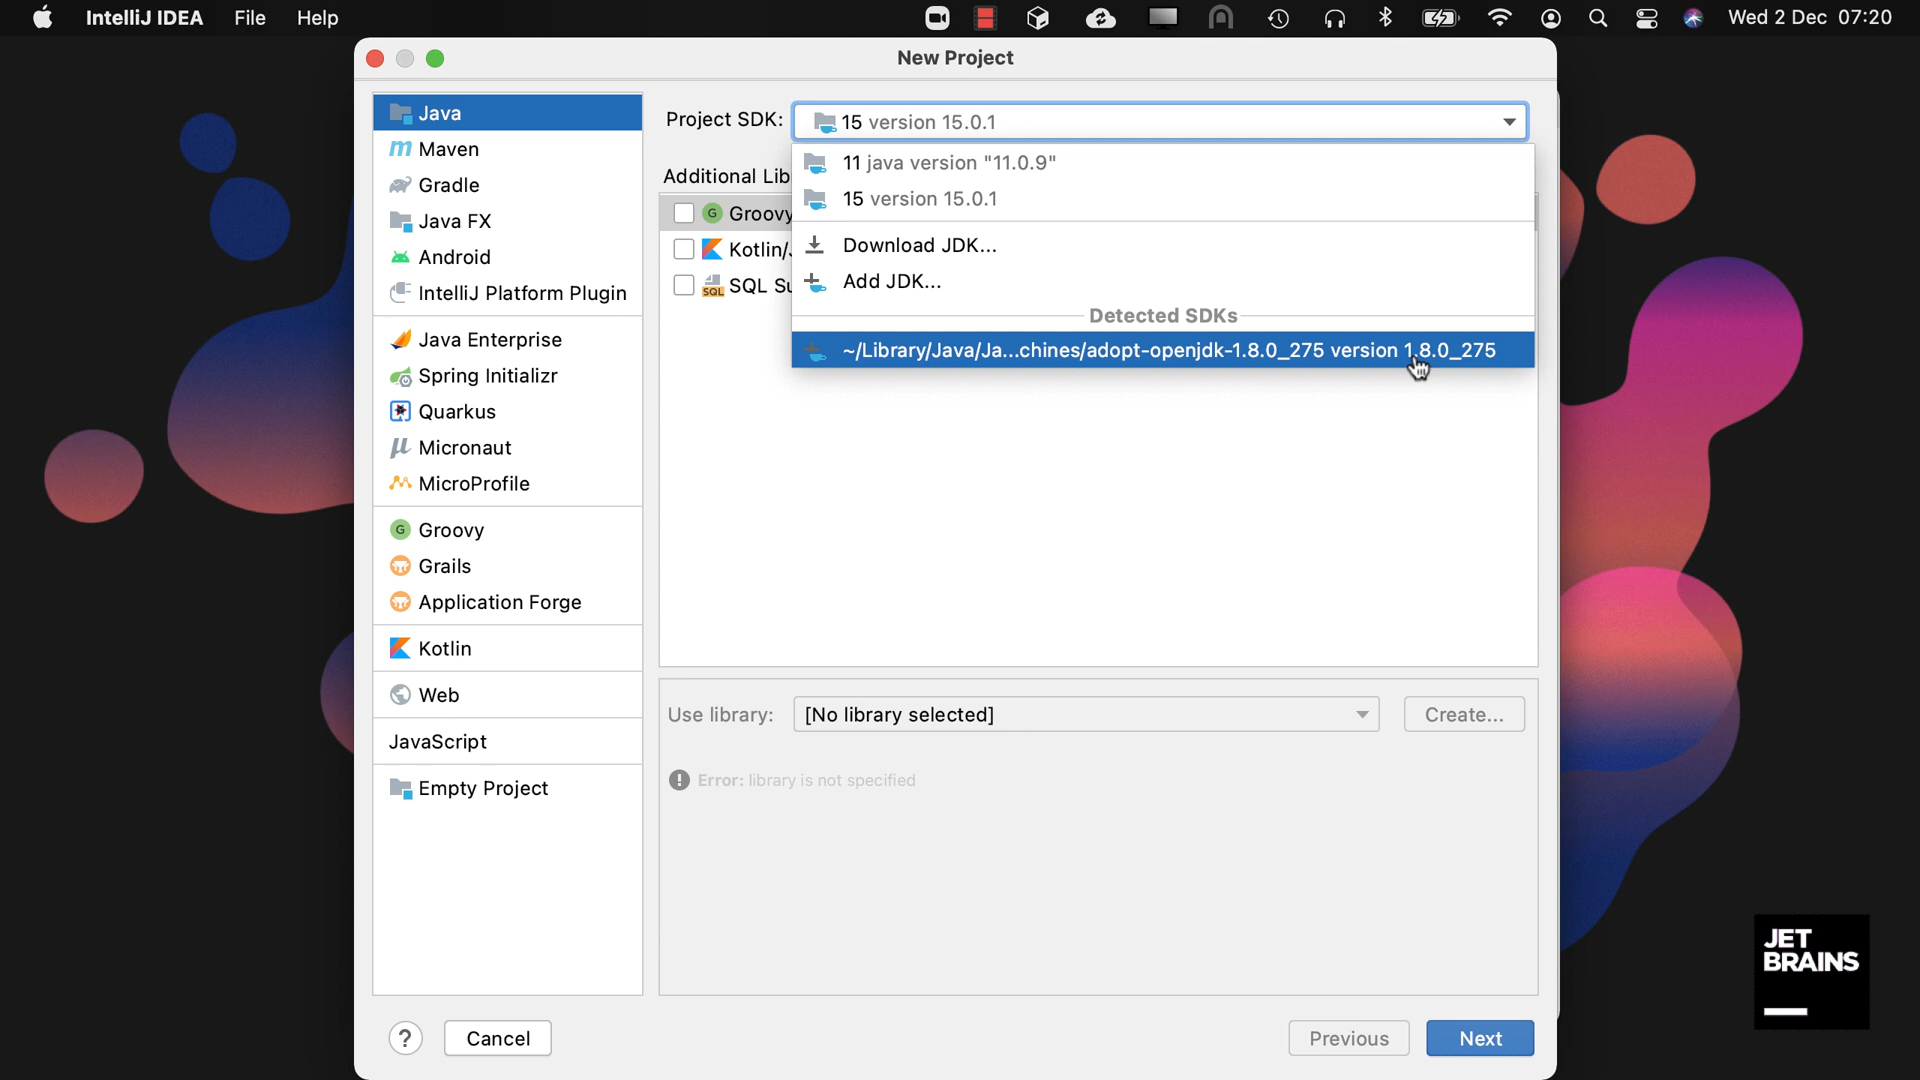 IntelliJ IDEA File Help Wed 2 Dec 07:20
New Project
Java
Maven
Gradle
Java FX
Android
IntelliJ Platform Plugin
Java Enterprise
Spring Initializr
Quarkus
Micronaut
MicroProfile
Groovy
Grails
Application Forge
Kotlin
Web
JavaScript
Empty Project
Project SDK: 15 version 15.0.1
11 java version "11.0.9"
15 version 15.0.1
Download JDK...
Add JDK...
Detected SDKs
~/Library/Java/Ja...chines/adopt-openjdk-1.8.0_275 version 1.8.0_275
Additional Lib
G Groovy
Kotlin/J
SQL SQL Su
Use library: [No library selected] Create...
! Error: library is not specified
? Cancel Previous Next
JET
BRAINS